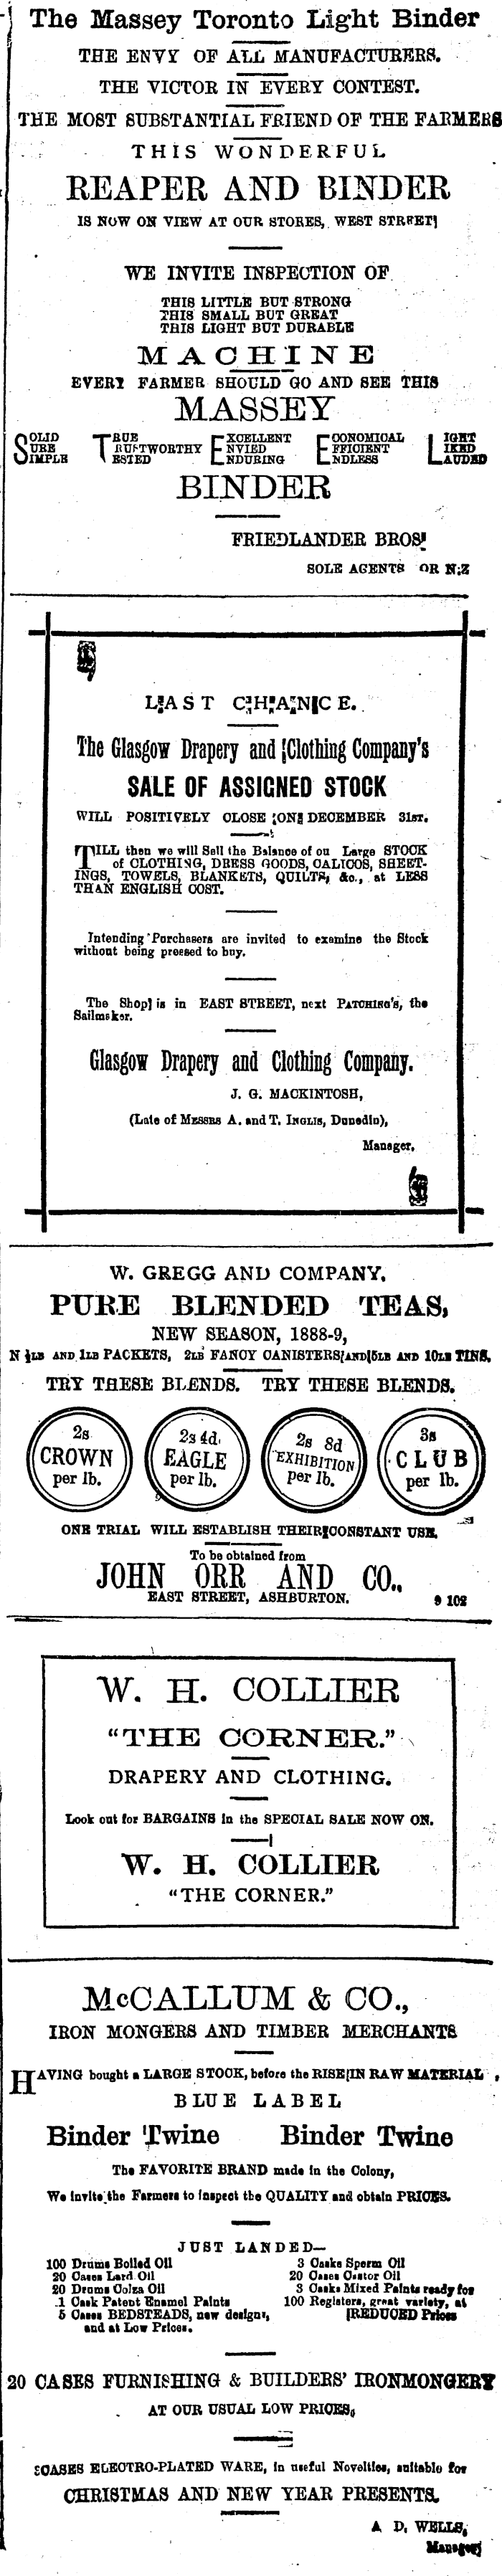 The Massey Toronto Light Binder
THE ENVY OF ALL MANUFACTURERS.
THE VICTOR IN EVERY CONTEST.
THE MOST SUBSTANTIAL FRIEND OF THE FARMERS
THIS WONDERFUL
REAPER AND BINDER
IS NOW ON VIEW AT OUR STORES, WEST STREET
WE INVITE INSPECTION OF
THIS LITTLE BUT STRONG
THIS SMALL BUT GREAT
THIS LIGHT BUT DURABLE
MACHINE
EVERY FARMER SHOULD GO AND SEE THIS
MASSEY
SOLID TRUE EXCELLENT ECONOMICAL LIGHT
SURE TRUSTWORTHY ENVIED EFFICIENT LIKED
SIMPLE TESTED ENDURING ENDLESS LAUDED
BINDER
FRIEDLANDER BROS
SOLE AGENTS OR N.Z
LAST CHANCE.
The Glasgow Drapery and Clothing Company's
SALE OF ASSIGNED STOCK
WILL POSITIVELY CLOSE ON DECEMBER 31ST.
TILL then we will Sell the Balance of ou Large STOCK
of CLOTHING, DRESS GOODS, CALICOS, SHEET-
INGS, TOWELS, BLANKETS, QUILTS, &c., at LESS
THAN ENGLISH COST.
Intending Purchasers are invited to examine the Stock
without being pressed to buy.
The Shop is in EAST STREET, next PATCHING'S, the
Sailmaker.
Glasgow Drapery and Clothing Company.
J. G. MACKINTOSH,
(Late of MESSRS A. and T. INGLIS, Dunedin),
Manager.
W. GREGG AND COMPANY.
PURE BLENDED TEAS,
NEW SEASON, 1888-9,
N ½LB AND 1LB PACKETS, 2LB FANCY CANISTERS AND 5LB AND 10LB TINS.
TRY THESE BLENDS. TRY THESE BLENDS.
2s CROWN per lb.
2s 4d. EAGLE per lb.
2s 8d EXHIBITION per lb.
3s CLUB per lb.
ONE TRIAL WILL ESTABLISH THEIR CONSTANT USE.
To be obtained from
JOHN ORR AND CO.,
EAST STREET, ASHBURTON. 9 102
W. H. COLLIER
"THE CORNER."
DRAPERY AND CLOTHING.
Look out for BARGAINS in the SPECIAL SALE NOW ON.
W. H. COLLIER
"THE CORNER."
McCALLUM & CO.,
IRON MONGERS AND TIMBER MERCHANTS
HAVING bought a LARGE STOCK, before the RISE IN RAW MATERIAL,
BLUE LABEL
Binder Twine Binder Twine
The FAVORITE BRAND made in the Colony,
We invite the Farmers to inspect the QUALITY and obtain PRICES.
JUST LANDED—
100 Drums Boiled Oil
20 Cases Lard Oil
20 Drums Colza Oil
1 Cask Patent Enamel Paints
5 Cases BEDSTEADS, new designs,
and at Low Prices.
3 Casks Sperm Oil
20 Cases Castor Oil
3 Casks Mixed Paints ready for
100 Registers, great variety, at
REDUCED Prices
20 CASES FURNISHING & BUILDERS' IRONMONGERY
AT OUR USUAL LOW PRICES,
CASES ELECTRO-PLATED WARE, in useful Novelties, suitable for
CHRISTMAS AND NEW YEAR PRESENTS.
A D. WELLS,
Manager